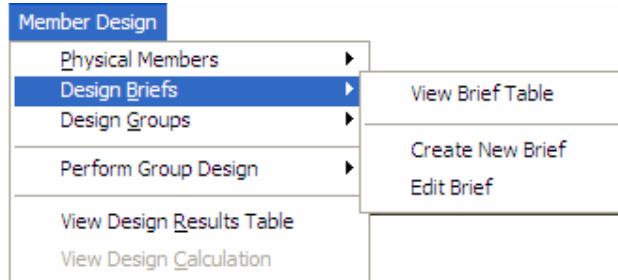 Member Design
Physical Members
Design Briefs
Design Groups
Perform Group Design
View Design Results Table
View Design Calculation
View Brief Table
Create New Brief
Edit Brief